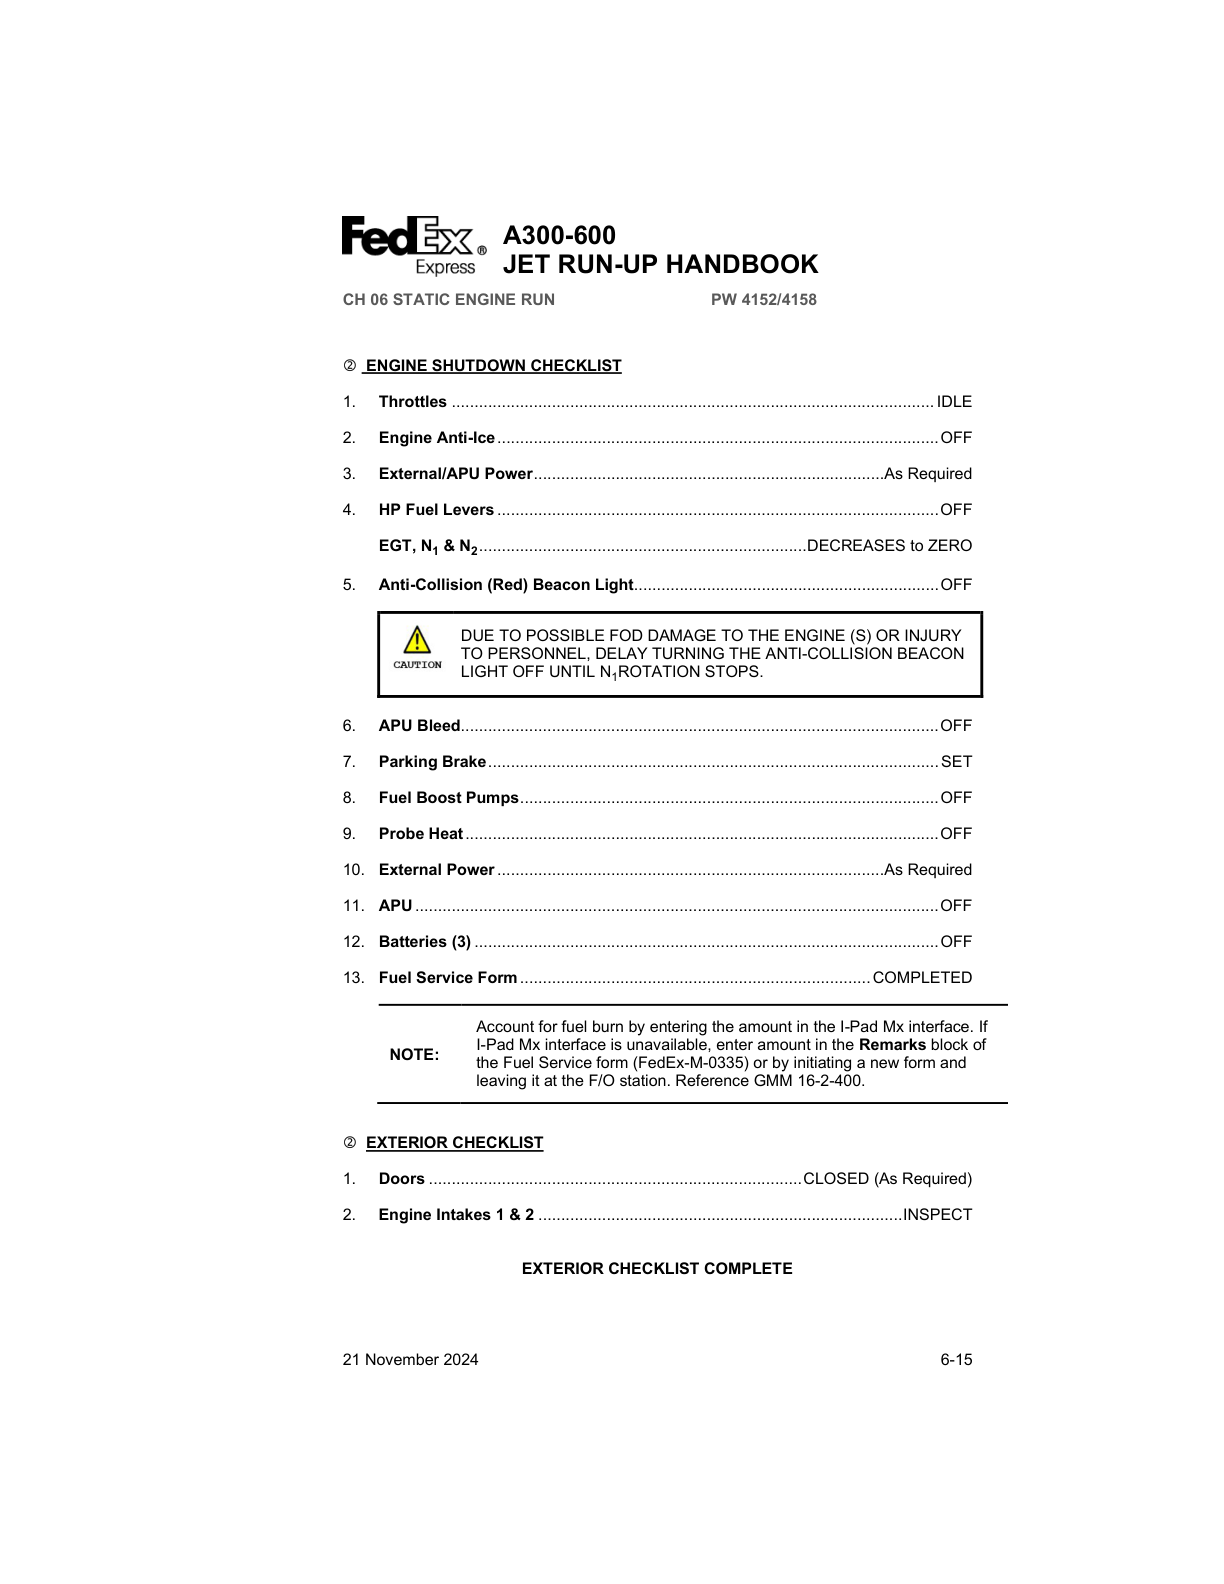 FedEx® Express
A300-600
JET RUN-UP HANDBOOK
CH 06 STATIC ENGINE RUN PW 4152/4158
② ENGINE SHUTDOWN CHECKLIST
1. Throttles ........................................................................................................... IDLE
2. Engine Anti-Ice ................................................................................................. OFF
3. External/APU Power ............................................................................. As Required
4. HP Fuel Levers ................................................................................................. OFF
EGT, N1 & N2 ........................................................................ DECREASES to ZERO
5. Anti-Collision (Red) Beacon Light ................................................................... OFF
CAUTION
DUE TO POSSIBLE FOD DAMAGE TO THE ENGINE (S) OR INJURY
TO PERSONNEL, DELAY TURNING THE ANTI-COLLISION BEACON
LIGHT OFF UNTIL N1ROTATION STOPS.
6. APU Bleed ......................................................................................................... OFF
7. Parking Brake ................................................................................................... SET
8. Fuel Boost Pumps ............................................................................................ OFF
9. Probe Heat ........................................................................................................ OFF
10. External Power ..................................................................................... As Required
11. APU ................................................................................................................... OFF
12. Batteries (3) ...................................................................................................... OFF
13. Fuel Service Form ............................................................................. COMPLETED
NOTE:
Account for fuel burn by entering the amount in the I-Pad Mx interface. If
I-Pad Mx interface is unavailable, enter amount in the Remarks block of
the Fuel Service form (FedEx-M-0335) or by initiating a new form and
leaving it at the F/O station. Reference GMM 16-2-400.
② EXTERIOR CHECKLIST
1. Doors .................................................................................. CLOSED (As Required)
2. Engine Intakes 1 & 2 ................................................................................ INSPECT
EXTERIOR CHECKLIST COMPLETE
21 November 2024 6-15